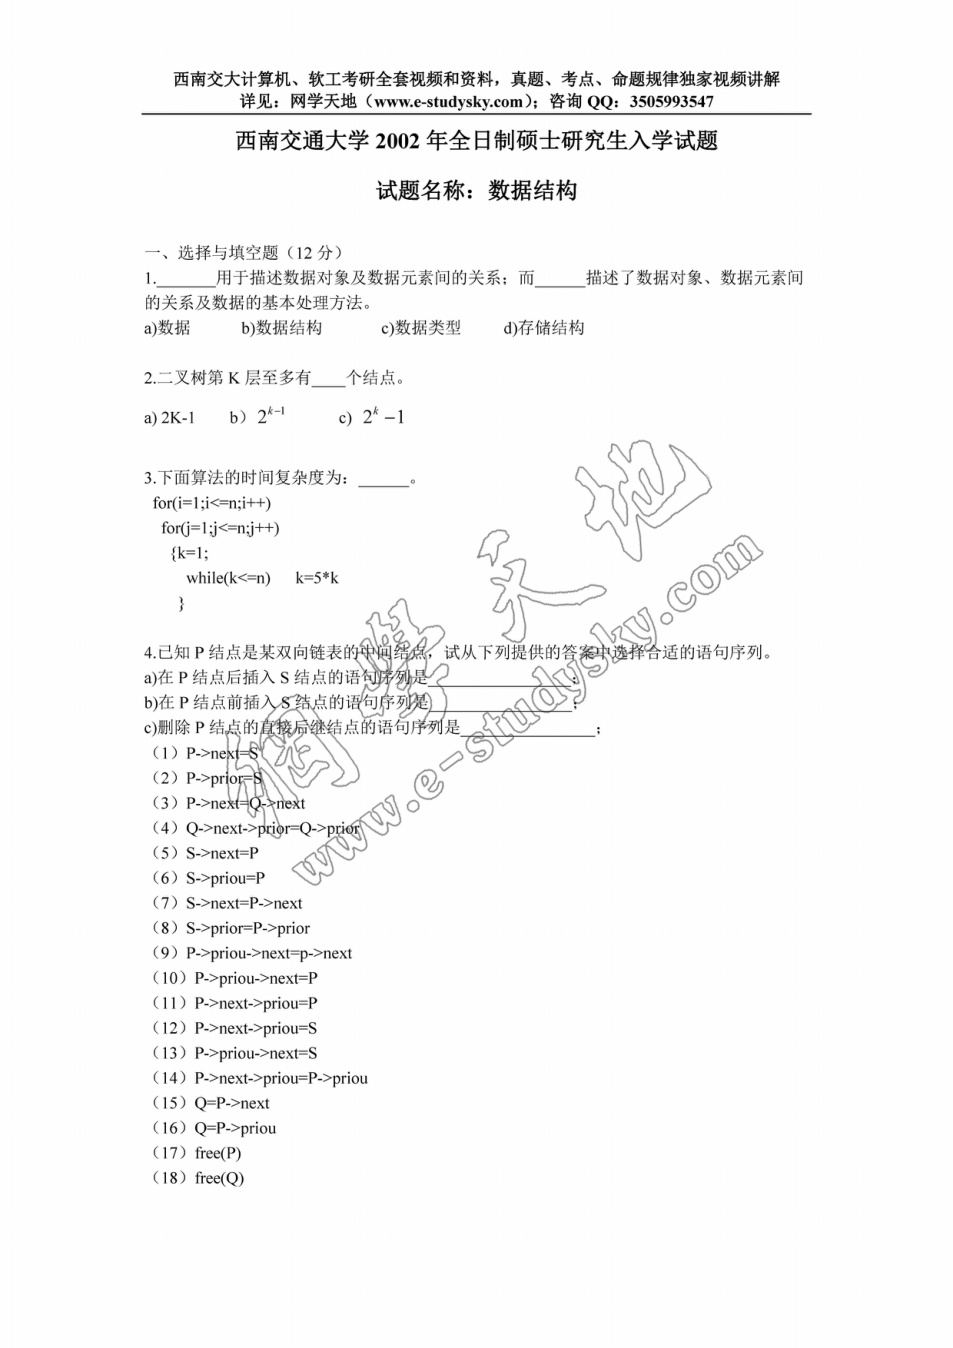 西南交大计算机、软工考研全套视频和资料，真题、考点、命题规律独家视频讲解
详见：网学天地（www.e-studysky.com）；咨询 QQ：3505993547
西南交通大学 2002 年全日制硕士研究生入学试题
试题名称：数据结构
一、选择与填空题（12 分）
1._______用于描述数据对象及数据元素间的关系；而______描述了数据对象、数据元素间
的关系及数据的基本处理方法。
a)数据 b)数据结构 c)数据类型 d)存储结构
2.二叉树第 K 层至多有____个结点。
a) 2K-1 b） 2^{k-1} c) 2^k -1
3.下面算法的时间复杂度为：______。
for(i=1;i<=n;i++)
for(j=1;j<=n;j++)
{k=1;
while(k<=n) k=5*k
}
4.已知 P 结点是某双向链表的中间结点，试从下列提供的答案中选择合适的语句序列。
a)在 P 结点后插入 S 结点的语句序列是_________________；
b)在 P 结点前插入 S 结点的语句序列是_________________；
c)删除 P 结点的直接后继结点的语句序列是________________；
（1）P->next=S
（2）P->prior=S
（3）P->next=Q->next
（4）Q->next->prior=Q->prior
（5）S->next=P
（6）S->priou=P
（7）S->next=P->next
（8）S->prior=P->prior
（9）P->priou->next=p->next
（10）P->priou->next=P
（11）P->next->priou=P
（12）P->next->priou=S
（13）P->priou->next=S
（14）P->next->priou=P->priou
（15）Q=P->next
（16）Q=P->priou
（17）free(P)
（18）free(Q)
網學天地
www.e-studysky.com